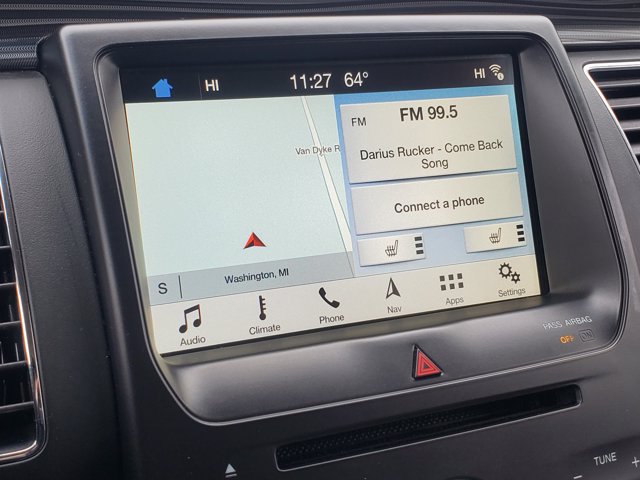 HI 11:27 64° HI
Van Dyke R
FM FM 99.5
Darius Rucker - Come Back
Song
Connect a phone
S Washington, MI
Audio Climate Phone Nav Apps Settings
PASS AIRBAG
OFF ON
TUNE +
-